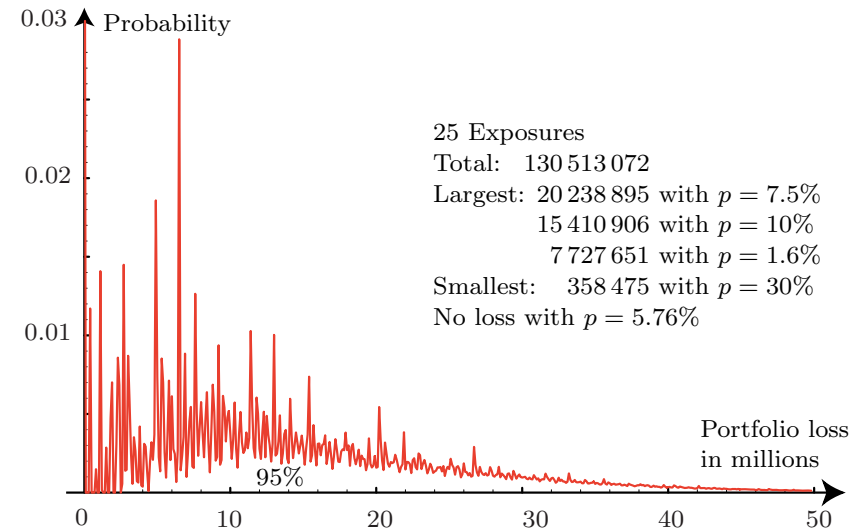 0.03
Probability
25 Exposures
Total: 130 513 072
0.02
Largest: 20 238 895 with p = 7.5%
15 410 906 with p = 10%
7 727 651 with p = 1.6%
Smallest: 358 475 with p = 30%
No loss with p = 5.76%
0.01
Portfolio loss
in millions
95%
0 10 20 30 40 50